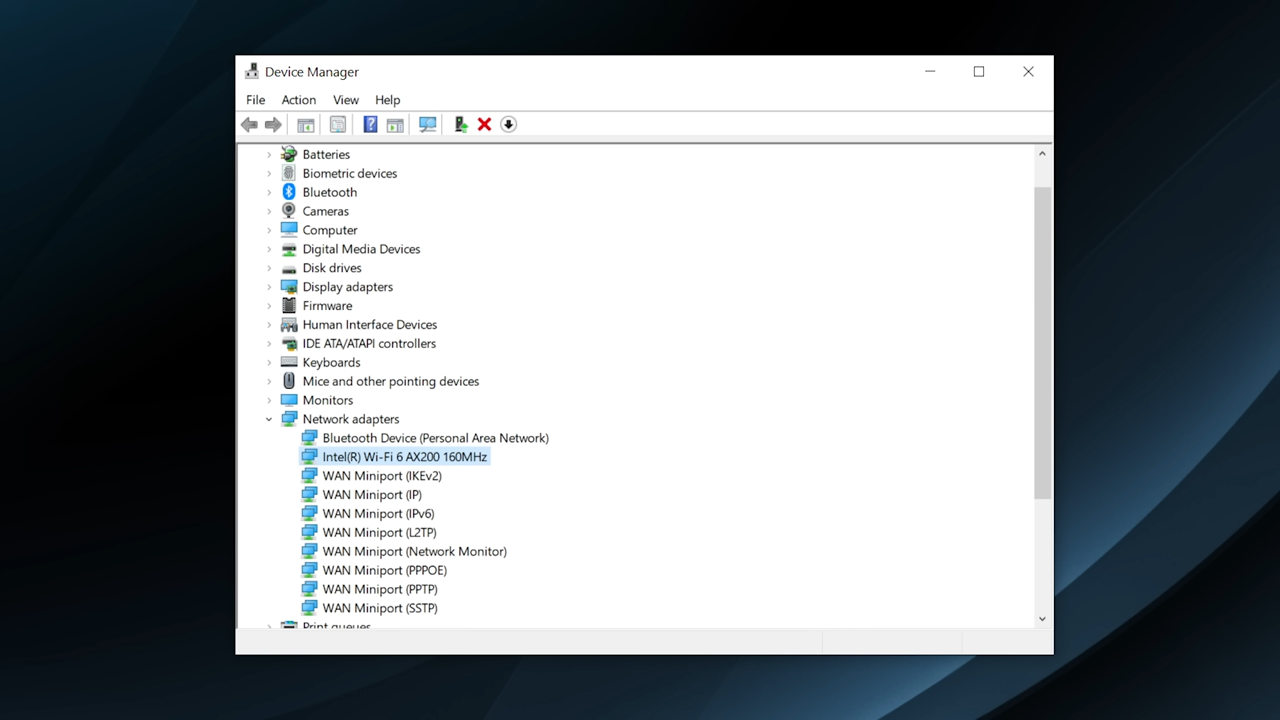 Device Manager
File Action View Help
Batteries
Biometric devices
Bluetooth
Cameras
Computer
Digital Media Devices
Disk drives
Display adapters
Firmware
Human Interface Devices
IDE ATA/ATAPI controllers
Keyboards
Mice and other pointing devices
Monitors
Network adapters
Bluetooth Device (Personal Area Network)
Intel(R) Wi-Fi 6 AX200 160MHz
WAN Miniport (IKEv2)
WAN Miniport (IP)
WAN Miniport (IPv6)
WAN Miniport (L2TP)
WAN Miniport (Network Monitor)
WAN Miniport (PPPOE)
WAN Miniport (PPTP)
WAN Miniport (SSTP)
Print queues